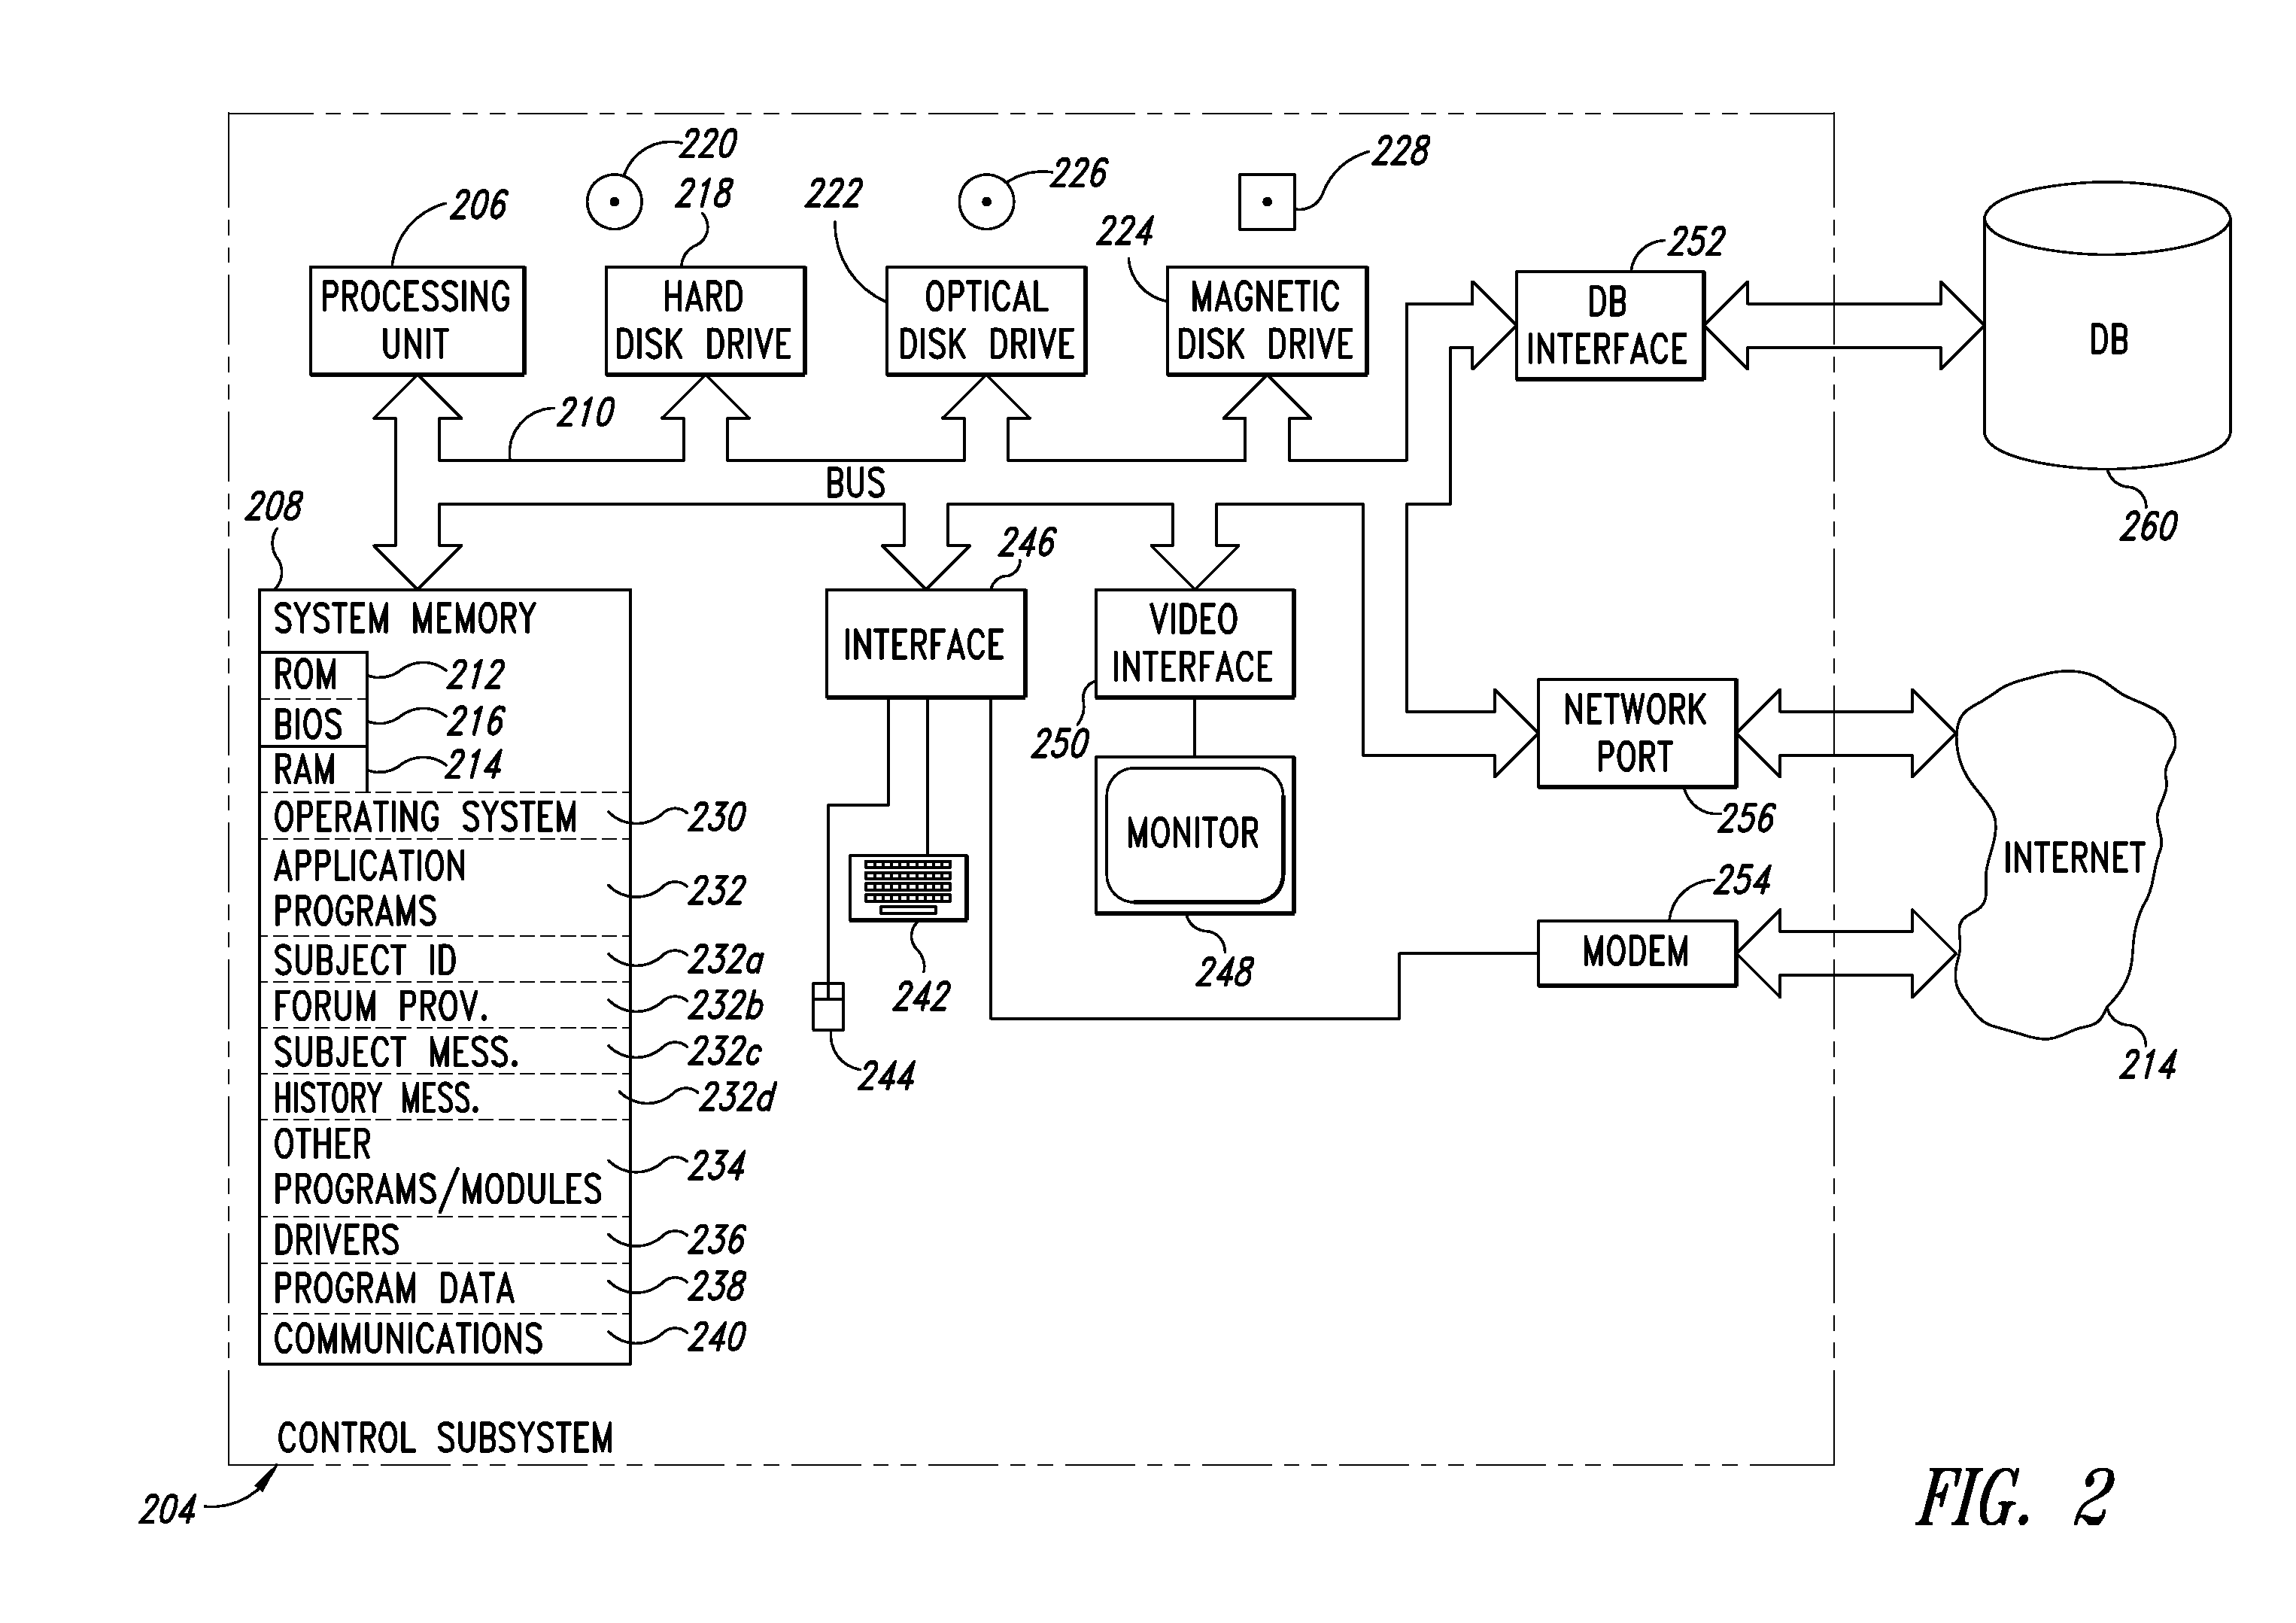 220
218
222
226
228
206
224
252
PROCESSING
UNIT
HARD
DISK DRIVE
OPTICAL
DISK DRIVE
MAGNETIC
DISK DRIVE
DB
INTERFACE
DB
210
BUS
208
246
260
SYSTEM MEMORY
ROM
212
BIOS
216
RAM
214
INTERFACE
VIDEO
INTERFACE
250
NETWORK
PORT
256
OPERATING SYSTEM
230
APPLICATION
PROGRAMS
232
MONITOR
INTERNET
254
MODEM
SUBJECT ID
232a
FORUM PROV.
232b
SUBJECT MESS.
232c
HISTORY MESS.
232d
242
248
244
214
OTHER
PROGRAMS/MODULES
234
DRIVERS
236
PROGRAM DATA
238
COMMUNICATIONS
240
CONTROL SUBSYSTEM
204
FIG. 2